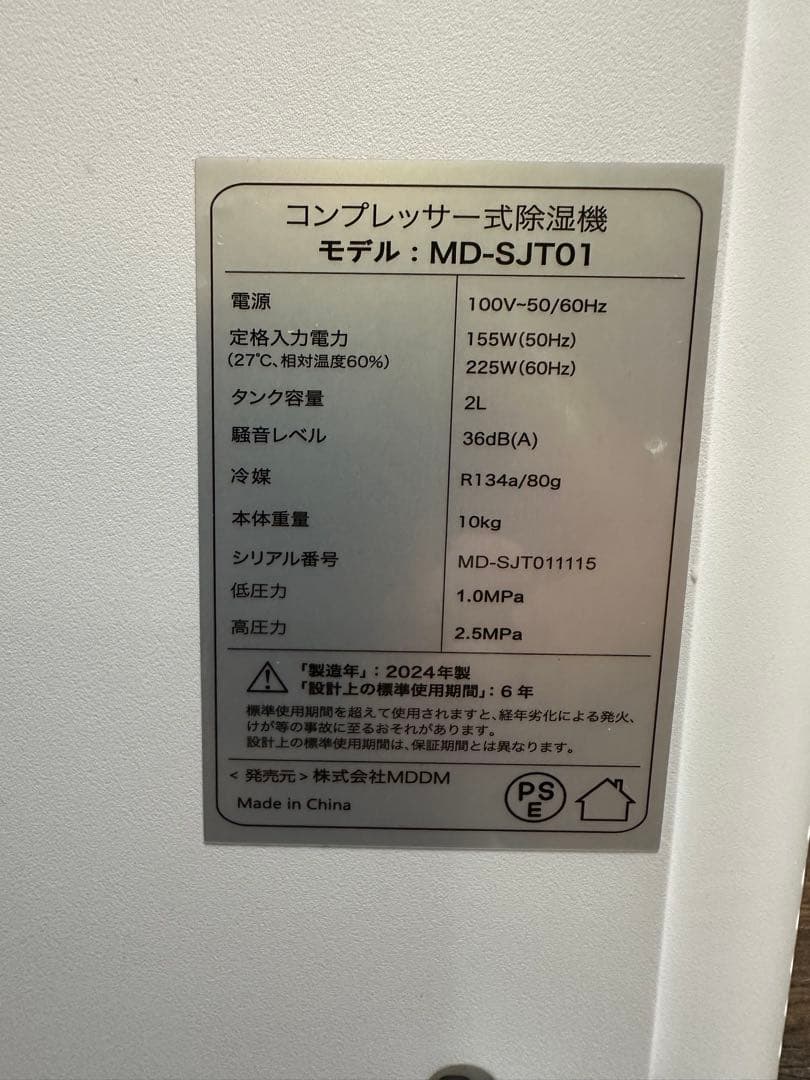 コンプレッサー式除湿機
モデル：MD-SJT01
電源 100V~50/60Hz
定格入力電力 155W(50Hz)
(27℃、相対温度60%) 225W(60Hz)
タンク容量 2L
騒音レベル 36dB(A)
冷媒 R134a/80g
本体重量 10kg
シリアル番号 MD-SJT011115
低圧力 1.0MPa
高圧力 2.5MPa
「製造年」：2024年製
「設計上の標準使用期間」：6年
標準使用期間を超えて使用されますと、経年劣化による発火、
けが等の事故に至るおそれがあります。
設計上の標準使用期間は、保証期間とは異なります。
＜発売元＞株式会社MDDM
Made in China
PS
E